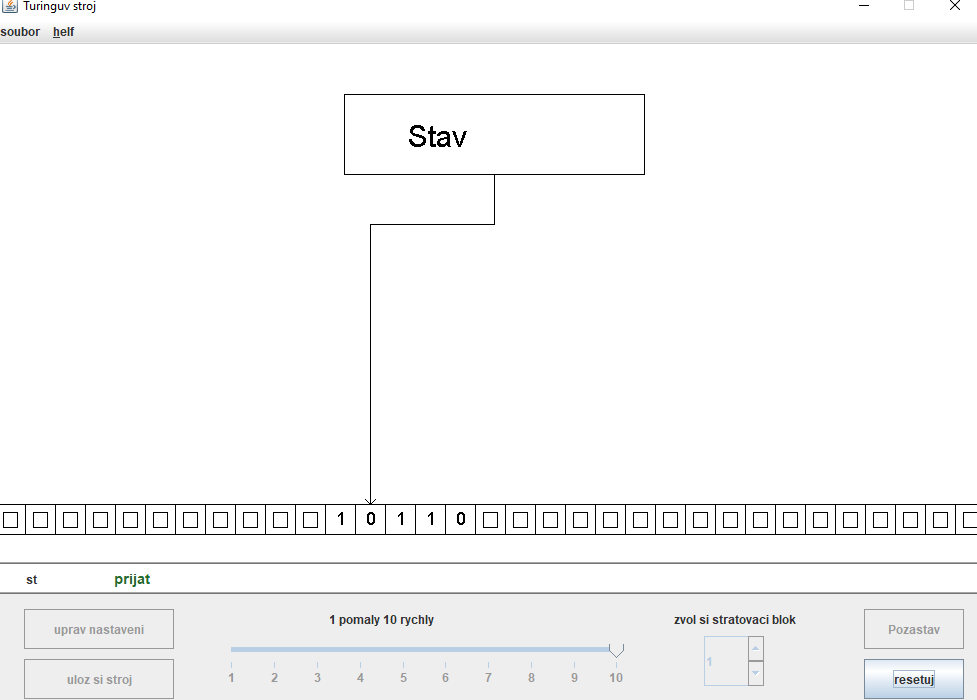 Turinguv stroj
soubor helf
Stav
1 0 1 1 0
st prijat
uprav nastaveni
1 pomaly 10 rychly
zvol si stratovaci blok
Pozastav
1
1 2 3 4 5 6 7 8 9 10
uloz si stroj
resetuj